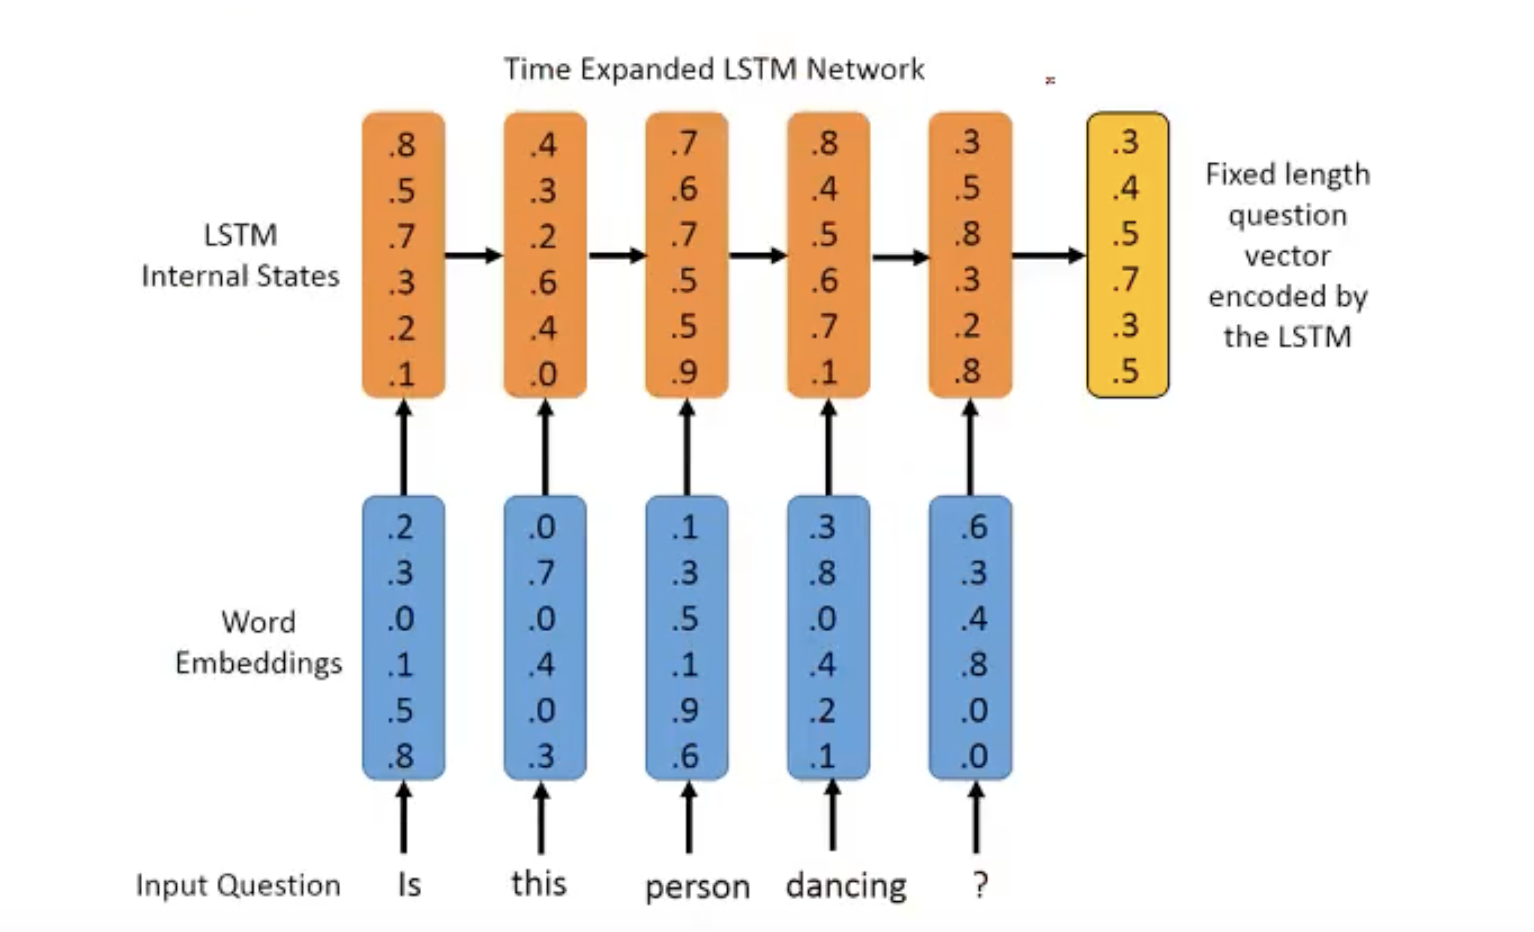 Time Expanded LSTM Network
LSTM
Internal States
.8 .4 .7 .8 .3 .3
.5 .3 .6 .4 .5 .4
.7 .2 .7 .5 .8 .5
.3 .6 .5 .6 .3 .7
.2 .4 .5 .7 .2 .3
.1 .0 .9 .1 .8 .5
Fixed length
question
vector
encoded by
the LSTM
Word
Embeddings
.2 .0 .1 .3 .6
.3 .7 .3 .8 .3
.0 .0 .5 .0 .4
.1 .4 .1 .4 .8
.5 .0 .9 .2 .0
.8 .3 .6 .1 .0
Input Question Is this person dancing ?